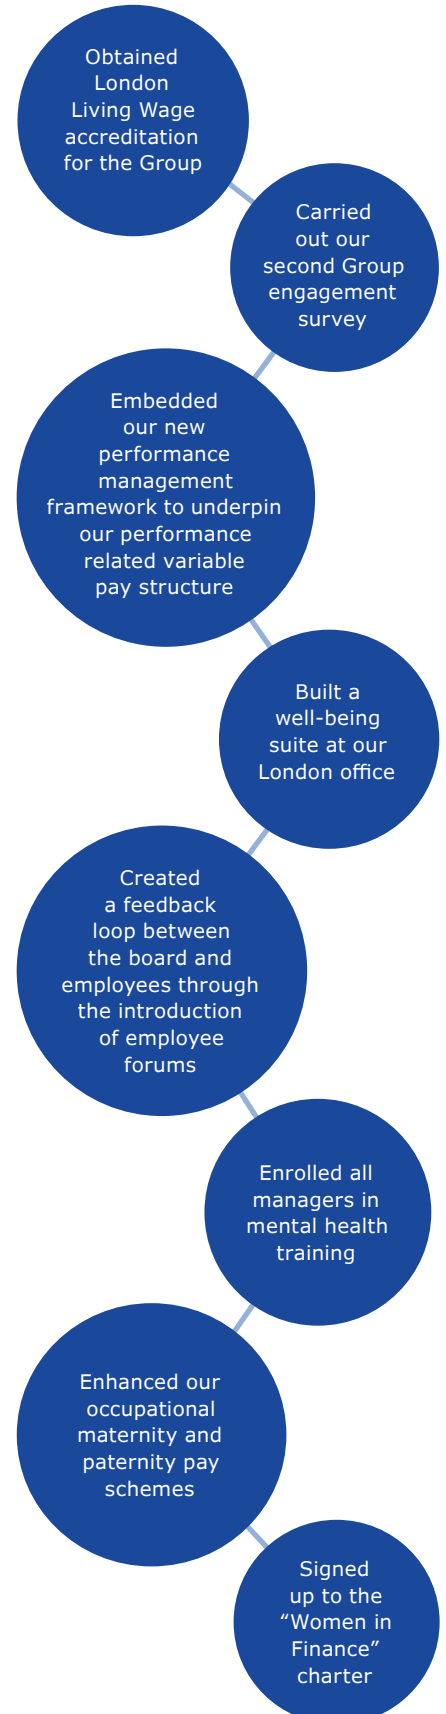 Obtained
London
Living Wage
accreditation
for the Group
Carried
out our
second Group
engagement
survey
Embedded
our new
performance
management
framework to underpin
our performance
related variable
pay structure
Built a
well-being
suite at our
London office
Created
a feedback
loop between
the board and
employees through
the introduction
of employee
forums
Enrolled all
managers in
mental health
training
Enhanced our
occupational
maternity and
paternity pay
schemes
Signed
up to the
“Women in
Finance”
charter